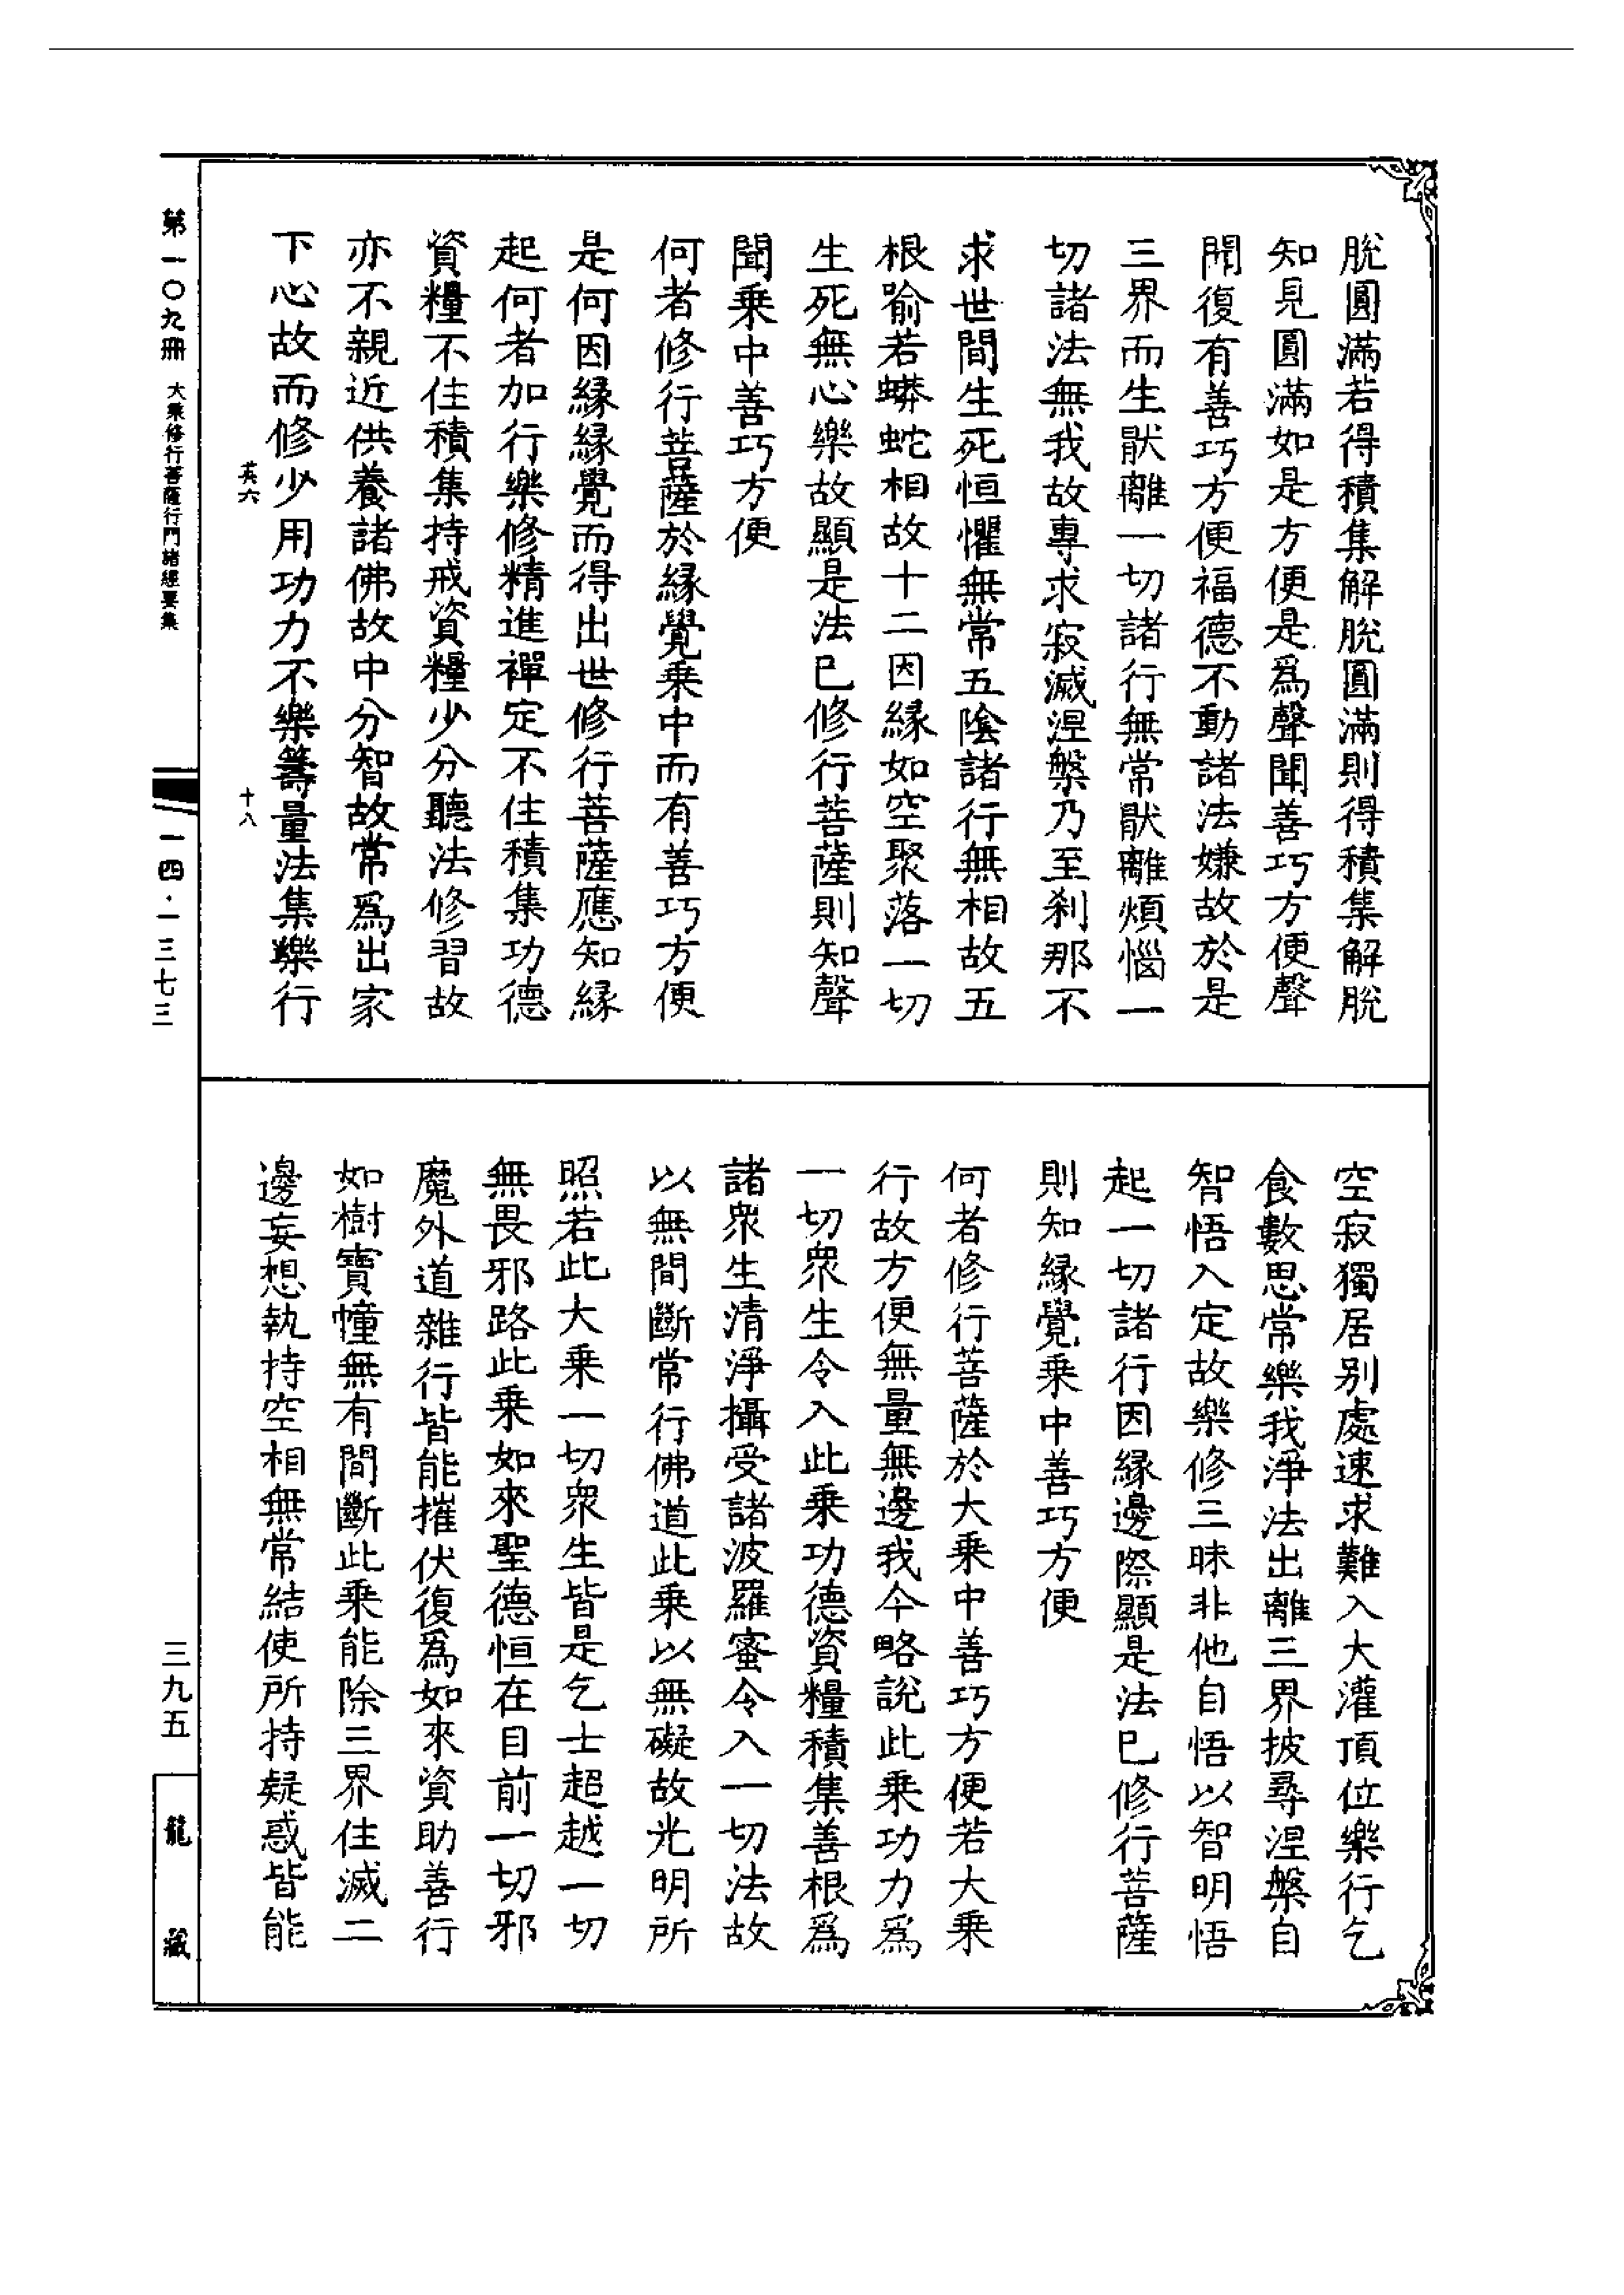 脫圓滿若得積集解脫圓滿則得積集解脫
知見圓滿如是方便是爲聲聞善巧方便聲
聞復有善巧方便福德不動諸法嫌故於是
三界而生猒離一切諸行無常猒離煩惱一
切諸法無我故專求寂滅涅槃乃至剎那不
求世間生死恒懼無常五陰諸行無相故五
根喻若蟒蛇相故十二因緣如空聚落一切
生死無心樂故顯是法已修行菩薩則知聲
聞乘中善巧方便
何者修行菩薩於緣覺乘中而有善巧方便
是何因緣緣覺而得出世修行菩薩應知緣
起何者加行樂修精進禪定不住積集功德
資糧不住積集持戒資糧少分聽法修習故
亦不親近供養諸佛故中分智故常爲出家
下心故而修少用功力不樂籌量法集樂行
空寂獨居别處速求難入大灌頂位樂行乞
食數思常樂我淨法出離三界披尋涅槃自
智悟入定故樂修三昧非他自悟以智明悟
起一切諸行因緣邊際顯是法已修行菩薩
則知緣覺乘中善巧方便
何者修行菩薩於大乘中善巧方便若大乘
行故方便無量無邊我今略說此乘功力爲
一切衆生令入此乘功德資糧積集善根爲
諸衆生清淨攝受諸波羅蜜令入一切法故
以無間斷常行佛道此乘以無礙故光明所
照若此大乘一切衆生皆是乞士超越一切
無畏邪路此乘如來聖德恒在目前一切邪
魔外道雜行皆能摧伏復爲如來資助善行
如樹寶幢無有間斷此乘能除三界住滅二
邊妄想執持空相無常結使所持疑惑皆能
英六
十八
第一〇九冊
大乘修行菩薩行門諸經要集
一四·一三七三
三九五
龍藏